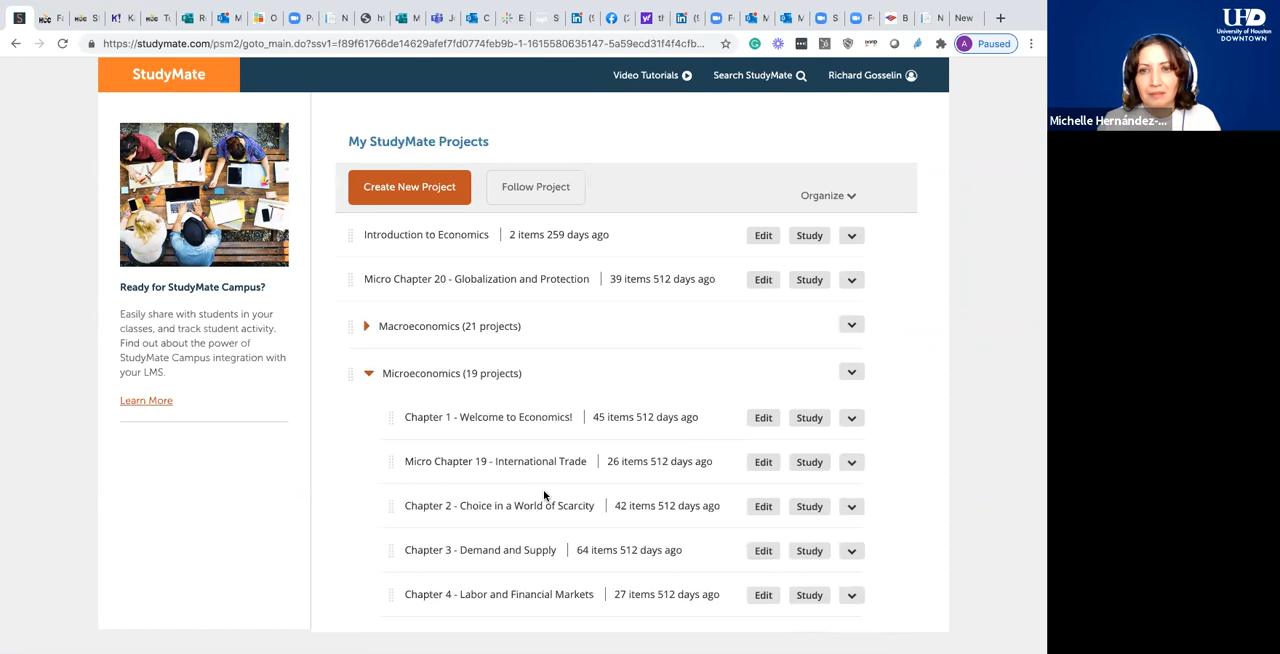 New
https://studymate.com/psm2/goto_main.do?ssv1=f89f61766de14629afef7fd0774feb9b-1-1615580635147-5a59ecd31f4f4cfb...
A Paused
StudyMate
Video Tutorials
Search StudyMate
Richard Gosselin
UHD
University of Houston
DOWNTOWN
Michelle Hernández-...
Ready for StudyMate Campus?
Easily share with students in your
classes, and track student activity.
Find out about the power of
StudyMate Campus integration with
your LMS.
Learn More
My StudyMate Projects
Create New Project
Follow Project
Organize
Introduction to Economics | 2 items 259 days ago Edit Study
Micro Chapter 20 - Globalization and Protection | 39 items 512 days ago Edit Study
Macroeconomics (21 projects)
Microeconomics (19 projects)
Chapter 1 - Welcome to Economics! | 45 items 512 days ago Edit Study
Micro Chapter 19 - International Trade | 26 items 512 days ago Edit Study
Chapter 2 - Choice in a World of Scarcity | 42 items 512 days ago Edit Study
Chapter 3 - Demand and Supply | 64 items 512 days ago Edit Study
Chapter 4 - Labor and Financial Markets | 27 items 512 days ago Edit Study